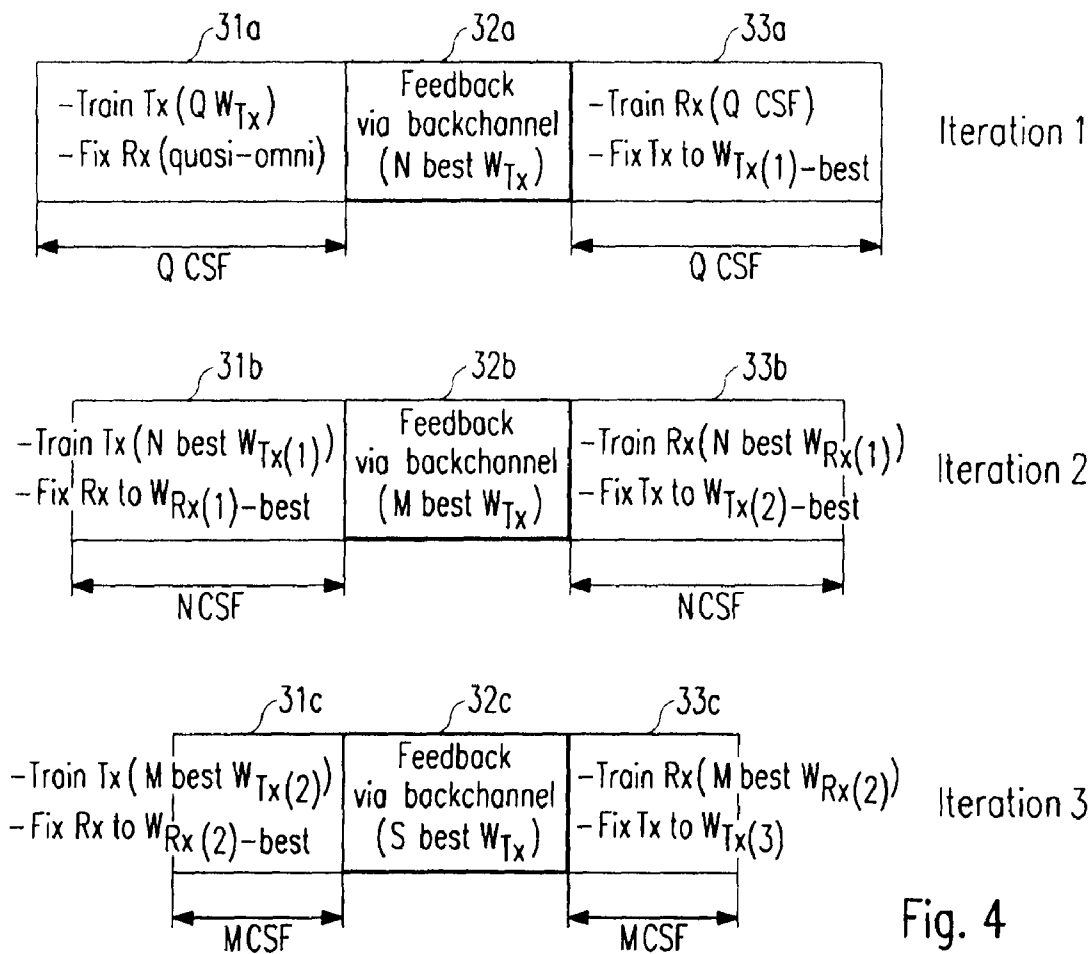 31a
32a
33a
-Train Tx (Q W_Tx)
-Fix Rx (quasi-omni)
Feedback
via backchannel
(N best W_Tx)
-Train Rx (Q CSF)
-Fix Tx to W_Tx(1)-best
Iteration 1
Q CSF
Q CSF
31b
32b
33b
-Train Tx (N best W_Tx(1))
-Fix Rx to W_Rx(1)-best
Feedback
via backchannel
(M best W_Tx)
-Train Rx (N best W_Rx(1))
-Fix Tx to W_Tx(2)-best
Iteration 2
N CSF
N CSF
31c
32c
33c
-Train Tx (M best W_Tx(2))
-Fix Rx to W_Rx(2)-best
Feedback
via backchannel
(S best W_Tx)
-Train Rx (M best W_Rx(2))
-Fix Tx to W_Tx(3)
Iteration 3
M CSF
M CSF
Fig. 4